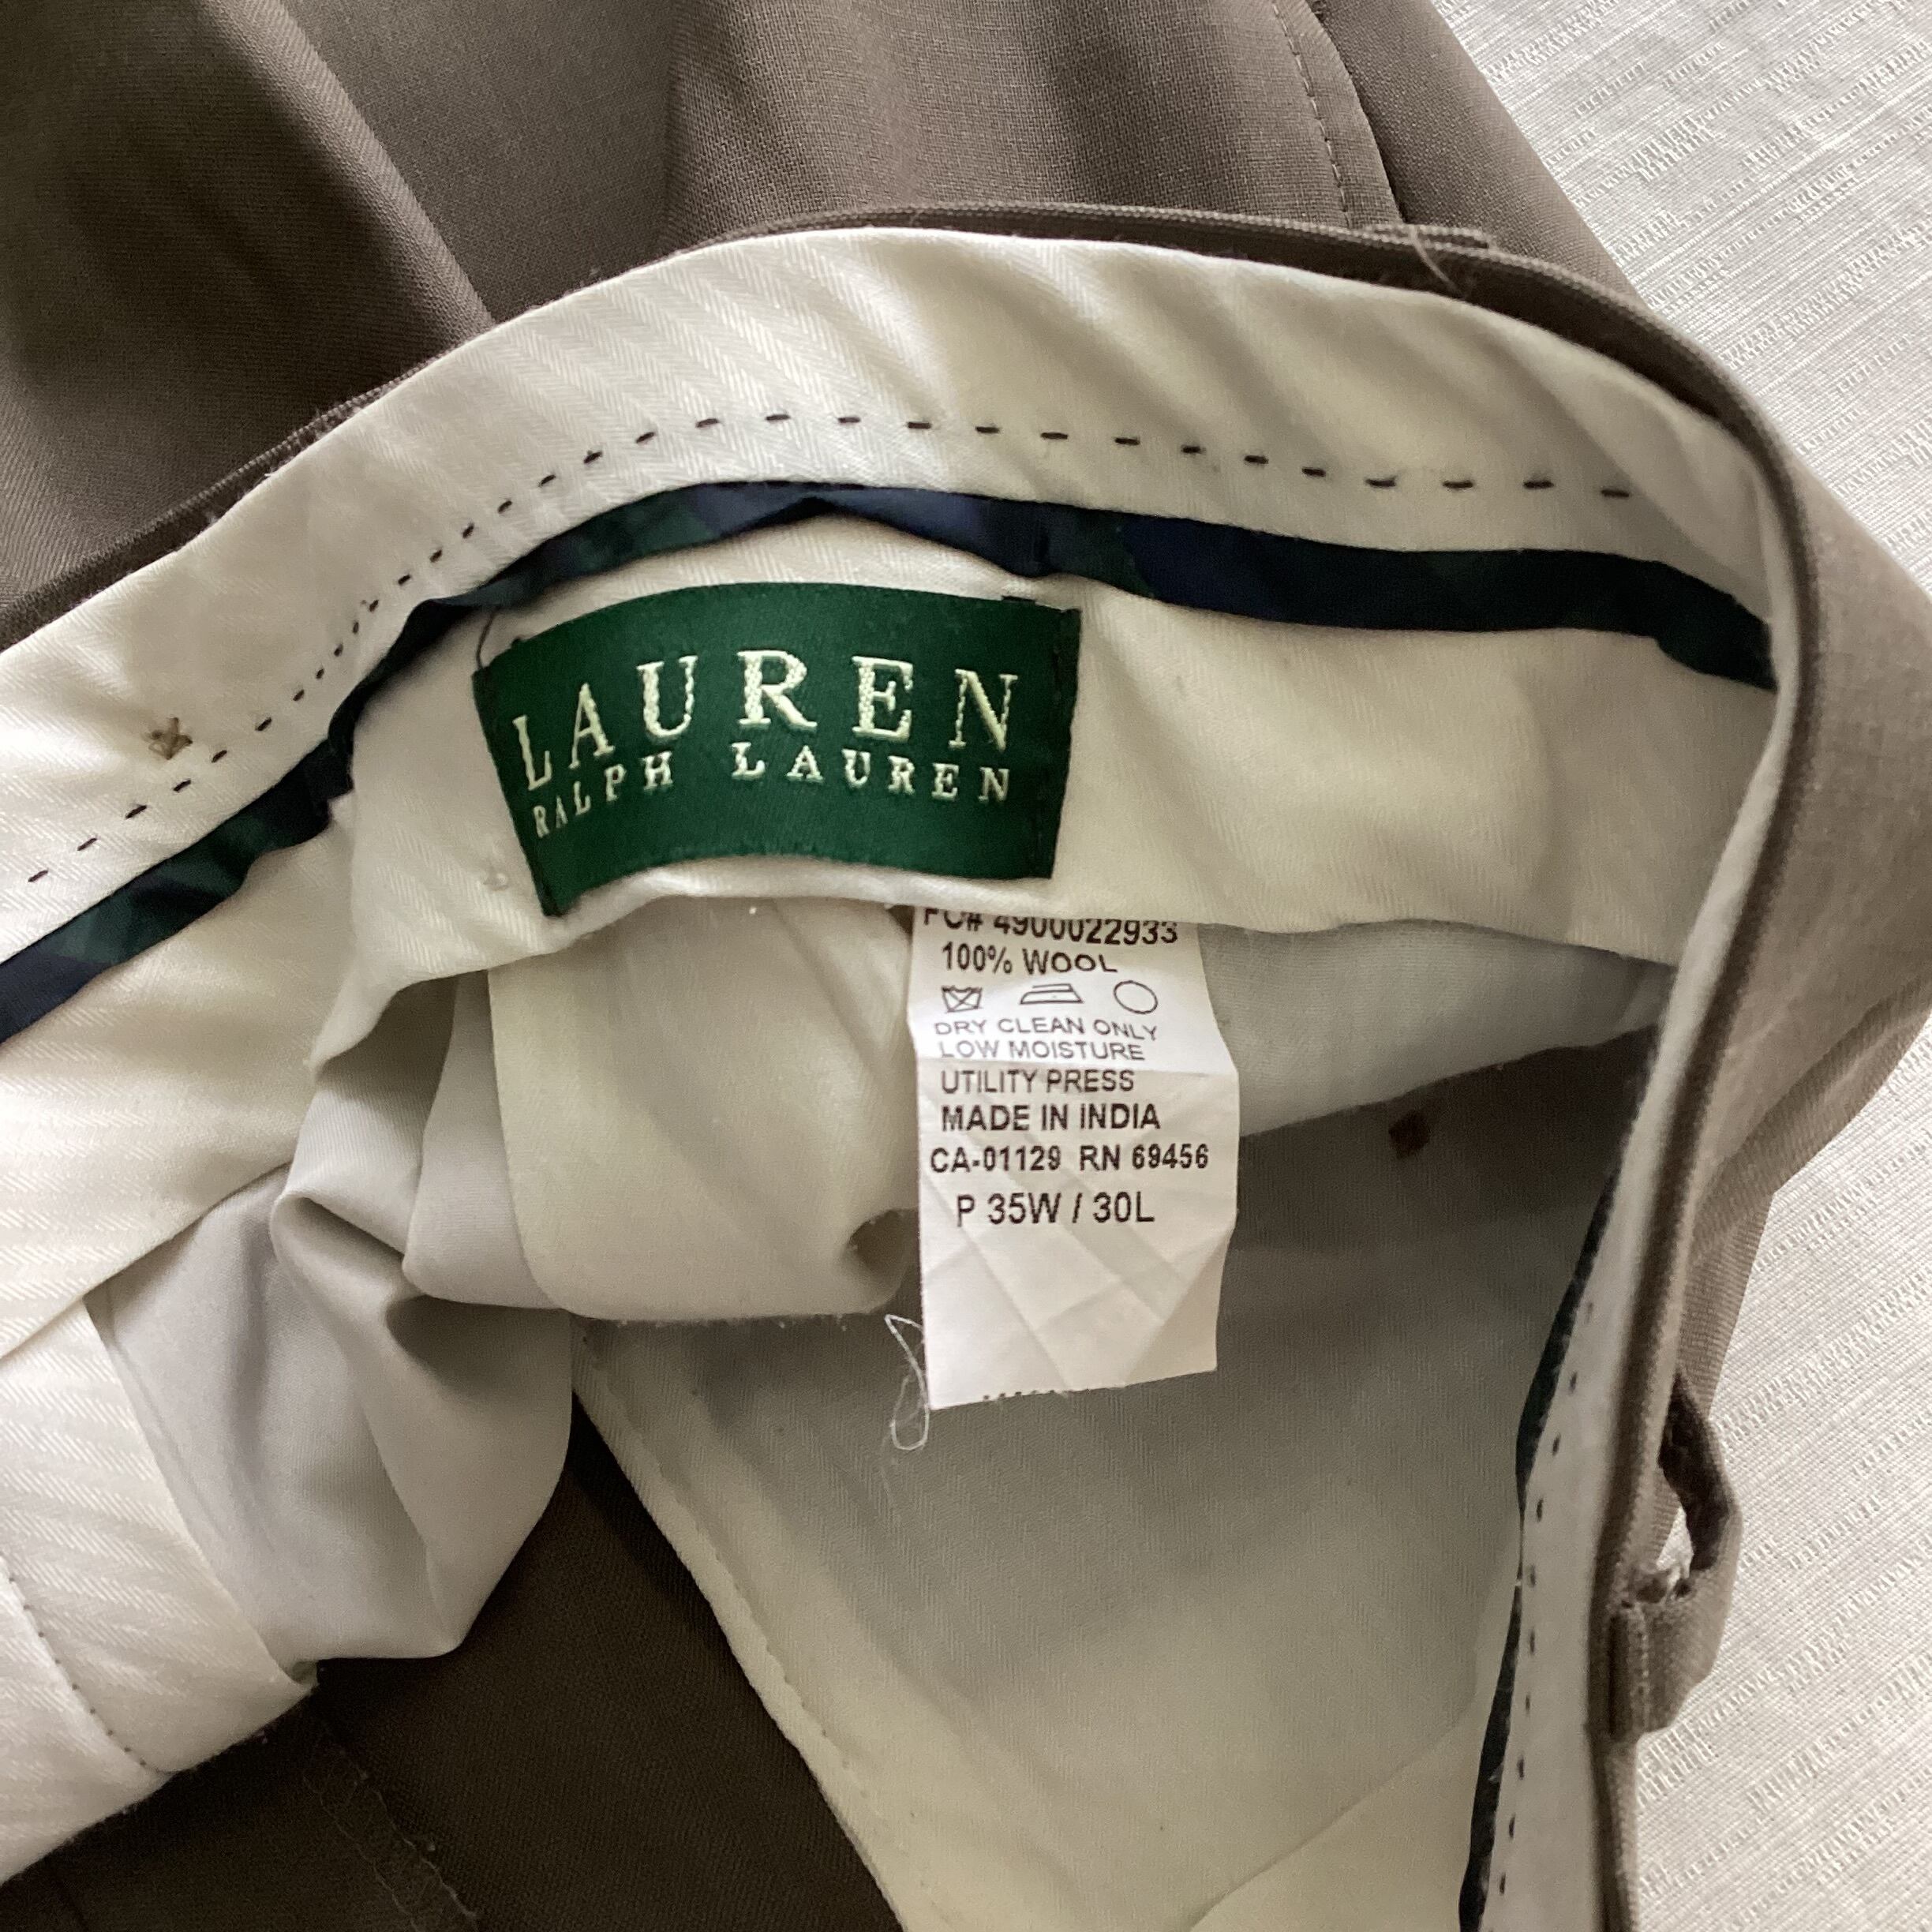 LAUREN
RALPH LAUREN
4900022933
100% WOOL
DRY CLEAN ONLY
LOW MOISTURE
UTILITY PRESS
MADE IN INDIA
CA-01129 RN 69456
P 35W / 30L